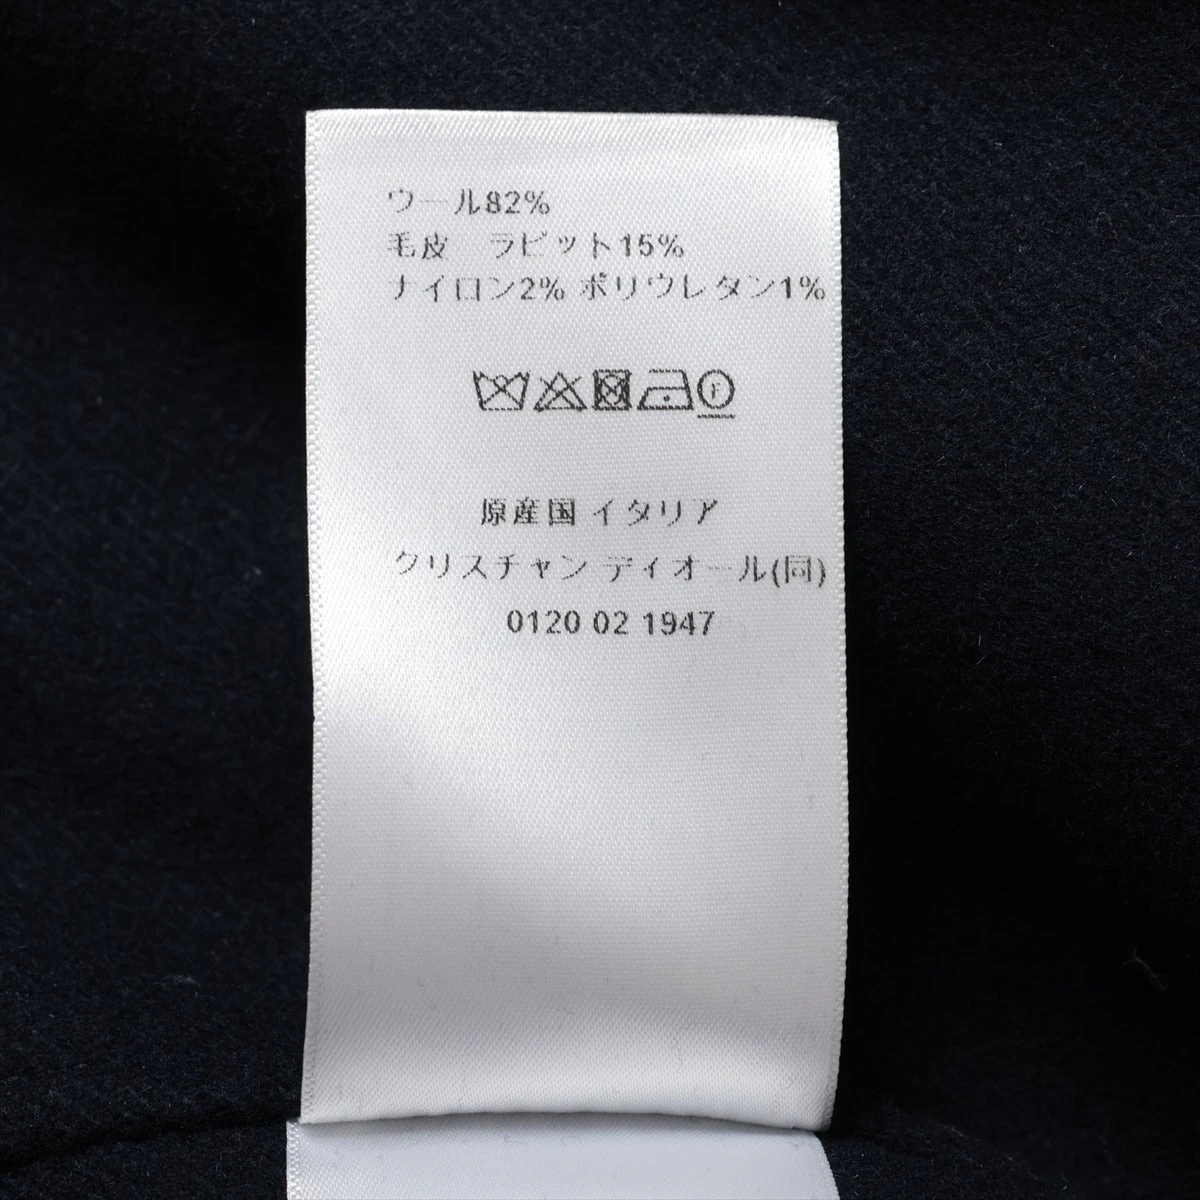 ウール82%
毛皮　ラビット15%
ナイロン2% ポリウレタン1%
F
原産国 イタリア
クリスチャン ディオール(同)
0120 02 1947